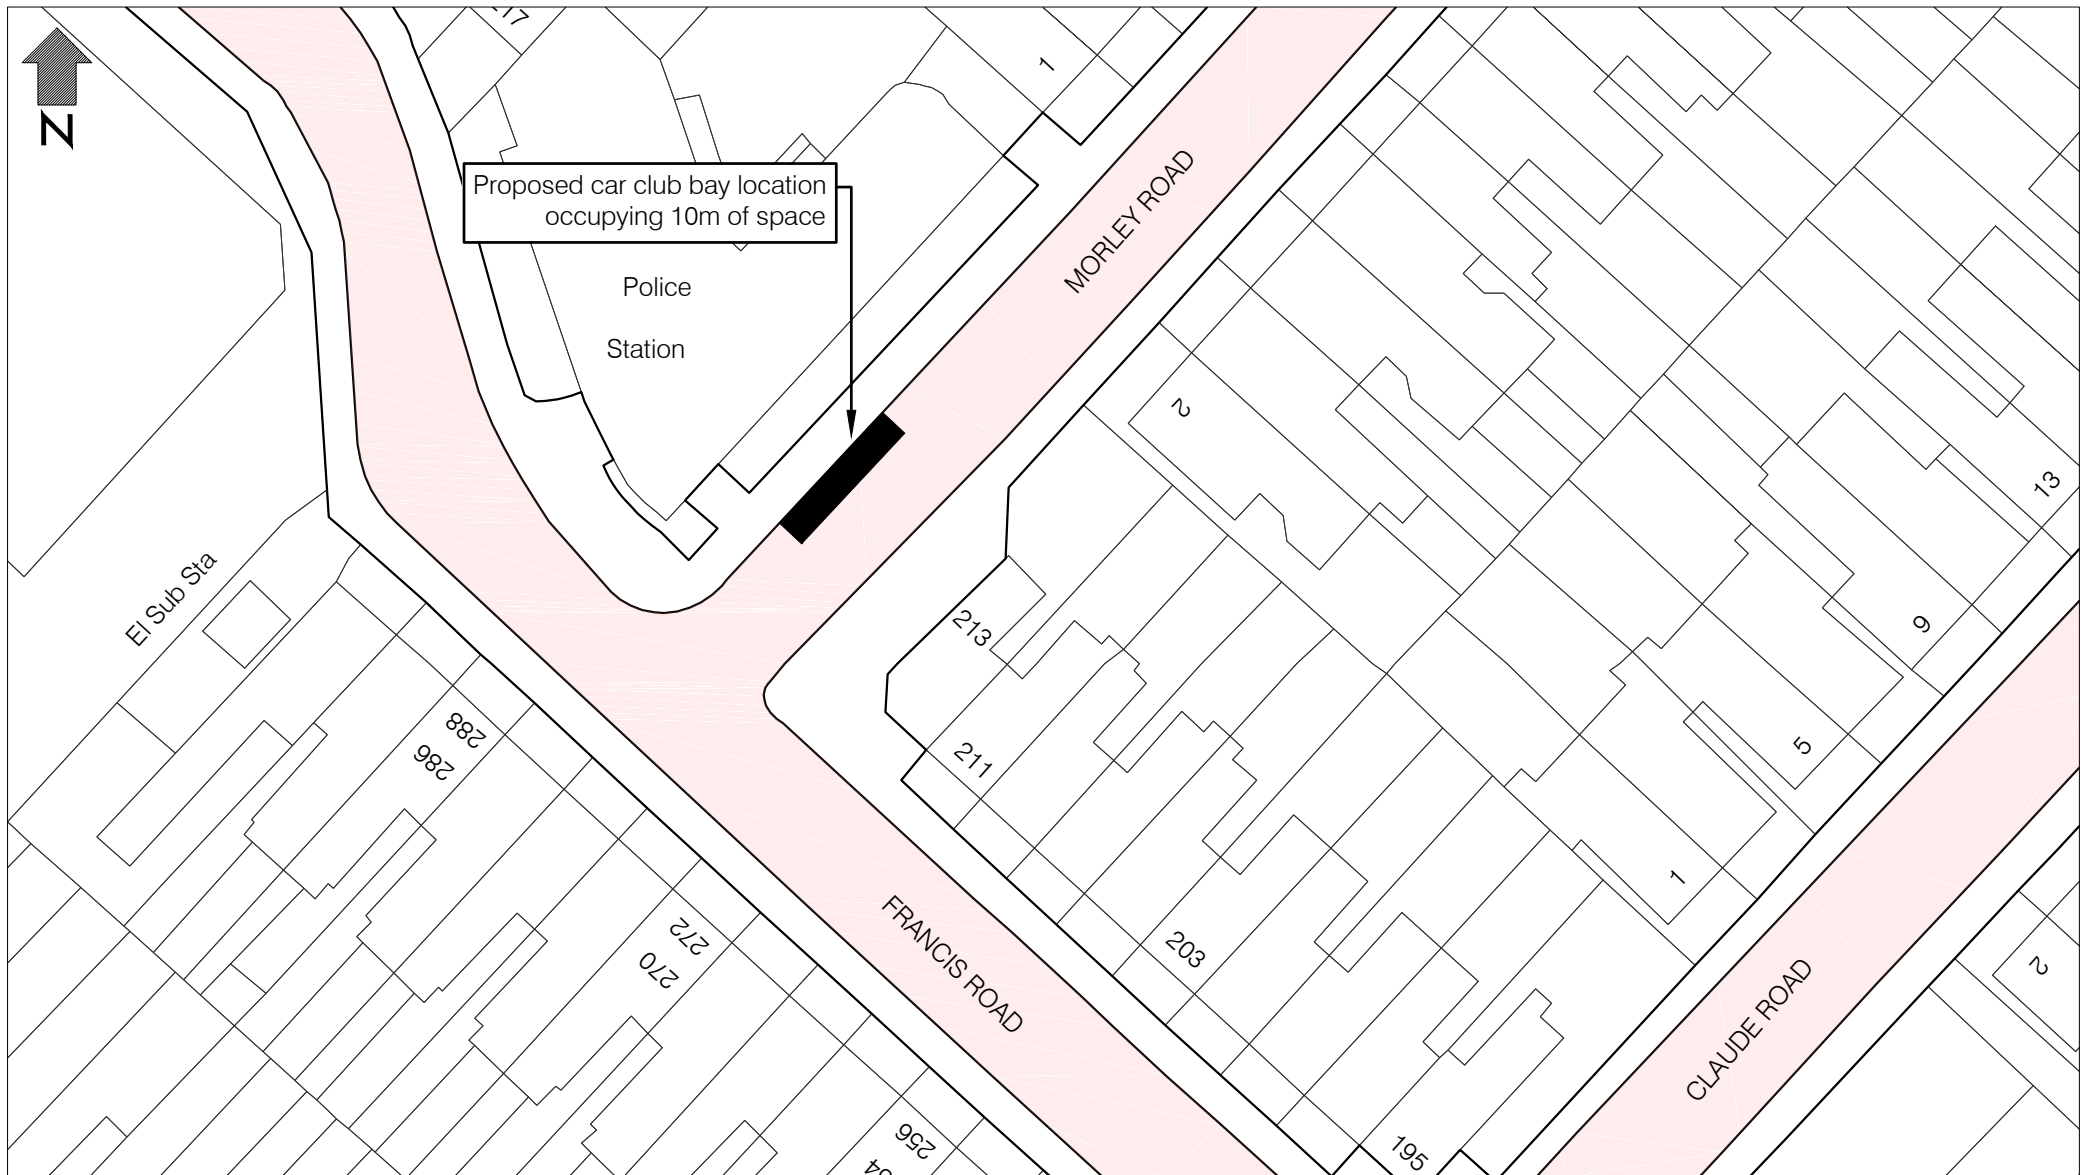 217
1
N
Proposed car club bay location
occupying 10m of space
MORLEY ROAD
Police
Station
2
13
El Sub Sta
213
9
288
286
211
5
1
272
270
203
FRANCIS ROAD
2
CLAUDE ROAD
256
195